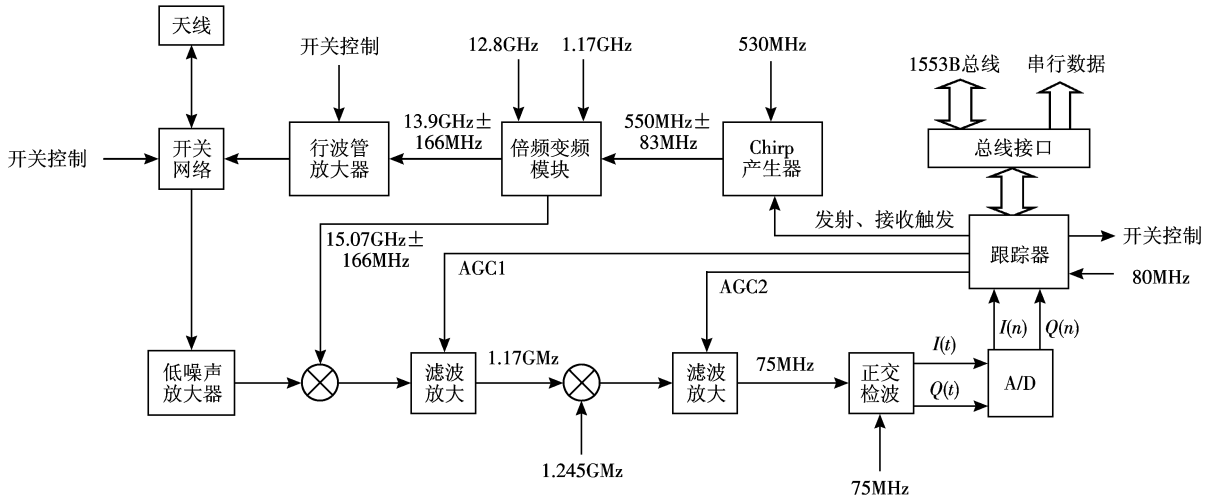 天线
开关控制
12.8GHz
1.17GHz
530MHz
1553B总线
串行数据
开关控制
开关
网络
行波管
放大器
13.9GHz±
166MHz
倍频变频
模块
550MHz±
83MHz
Chirp
产生器
总线接口
发射、接收触发
跟踪器
开关控制
80MHz
15.07GHz±
166MHz
AGC1
AGC2
I(n)
Q(n)
低噪声
放大器
滤波
放大
1.17GMz
滤波
放大
75MHz
正交
检波
I(t)
Q(t)
A/D
1.245GMz
75MHz